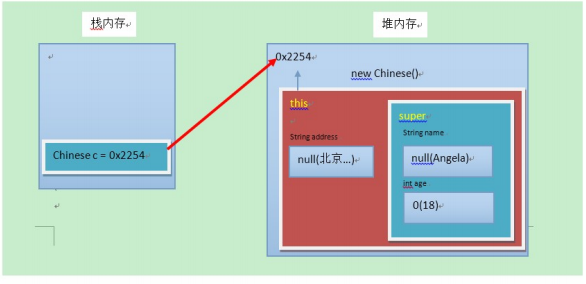 栈内存
堆内存
0x2254
new Chinese()
this
super
String address
String name
Chinese c = 0x2254
null(北京...)
null(Angela)
int age
0(18)